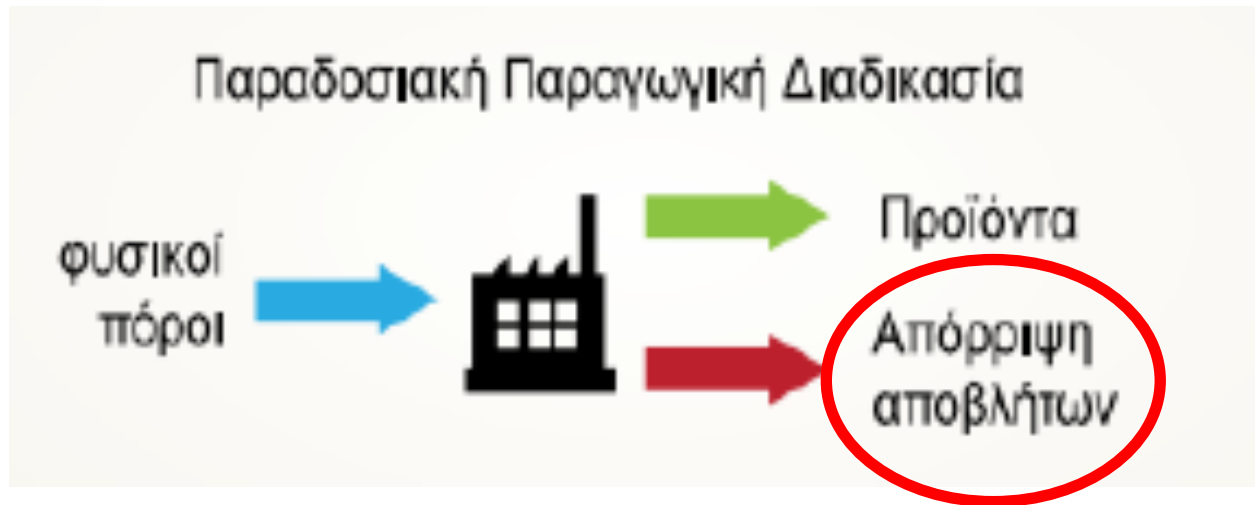 Παραδοσιακή Παραγωγική Διαδικασία
φυσικοί
πόροι
Προϊόντα
Απόρριψη
αποβλήτων